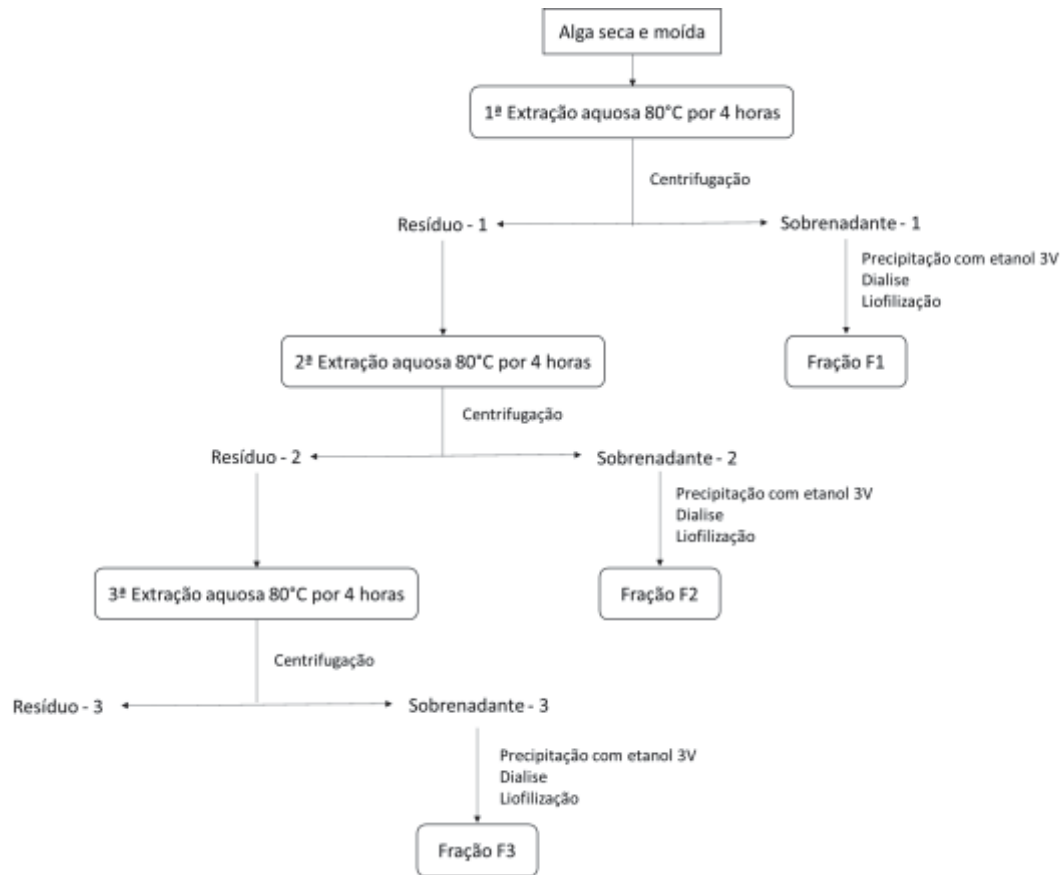 Alga seca e moída
1ª Extração aquosa 80°C por 4 horas
Centrifugação
Resíduo - 1
Sobrenadante - 1
Precipitação com etanol 3V
Dialise
Liofilização
Fração F1
2ª Extração aquosa 80°C por 4 horas
Centrifugação
Resíduo - 2
Sobrenadante - 2
Precipitação com etanol 3V
Dialise
Liofilização
Fração F2
3ª Extração aquosa 80°C por 4 horas
Centrifugação
Resíduo - 3
Sobrenadante - 3
Precipitação com etanol 3V
Dialise
Liofilização
Fração F3